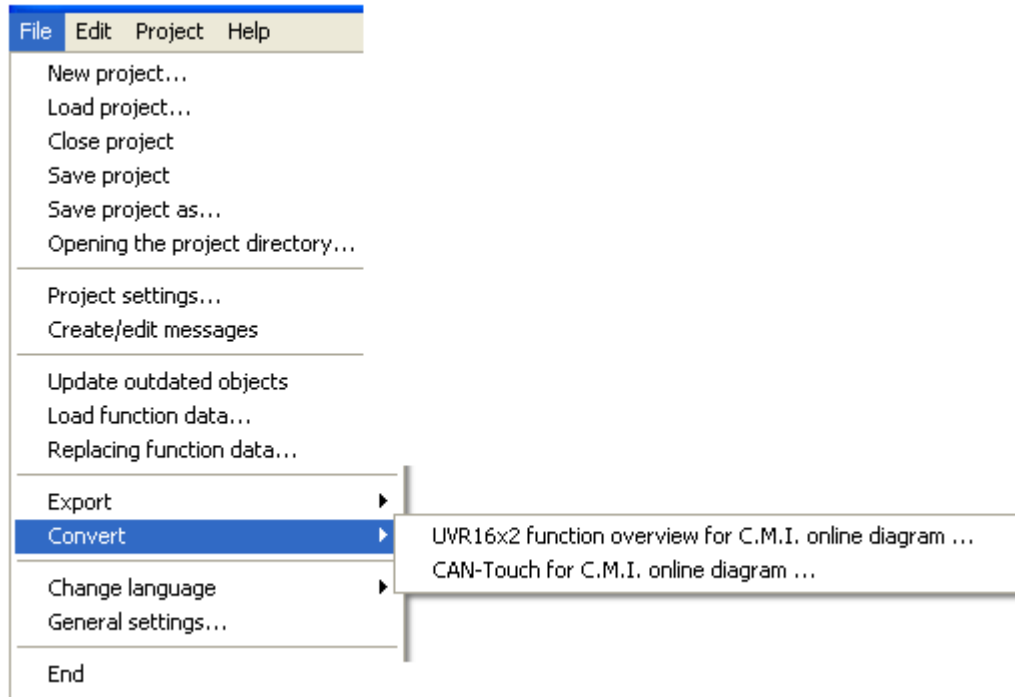 File Edit Project Help
New project...
Load project...
Close project
Save project
Save project as...
Opening the project directory...
Project settings...
Create/edit messages
Update outdated objects
Load function data...
Replacing function data...
Export
Convert
UVR16x2 function overview for C.M.I. online diagram ...
CAN-Touch for C.M.I. online diagram ...
Change language
General settings...
End